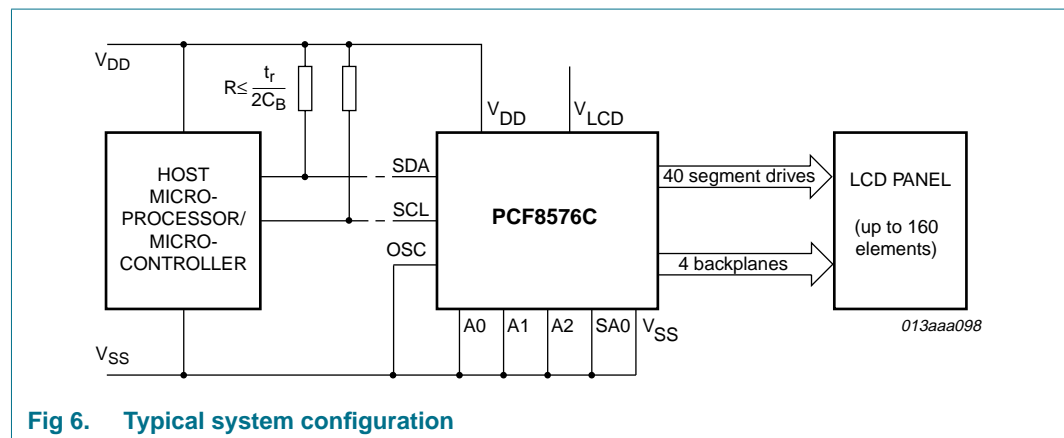 VDD
R≤ tr
2CB
VDD
VLCD
HOST
MICRO-
PROCESSOR/
MICRO-
CONTROLLER
SDA
SCL
OSC
PCF8576C
40 segment drives
4 backplanes
LCD PANEL
(up to 160
elements)
A0 A1 A2 SA0 VSS
013aaa098
VSS
Fig 6. Typical system configuration